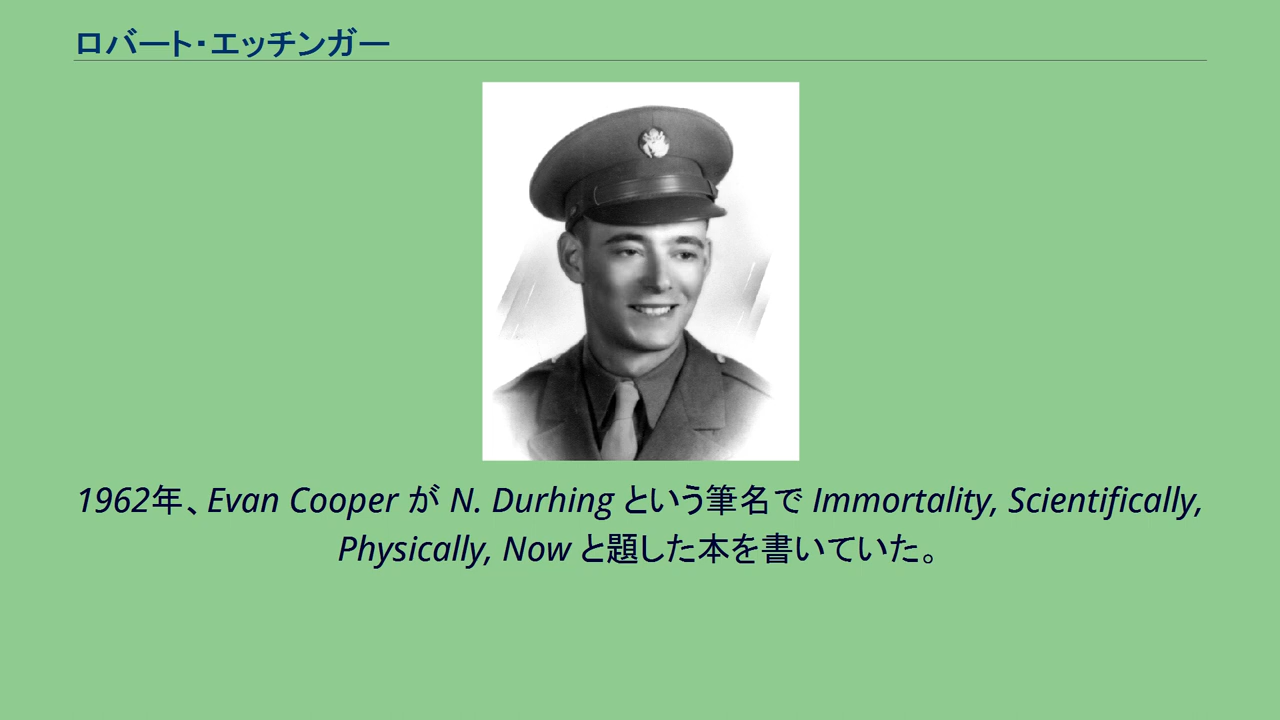 ロバート・エッチンガー
1962年、Evan Cooper が N. Durhing という筆名で Immortality, Scientifically,
Physically, Now と題した本を書いていた。